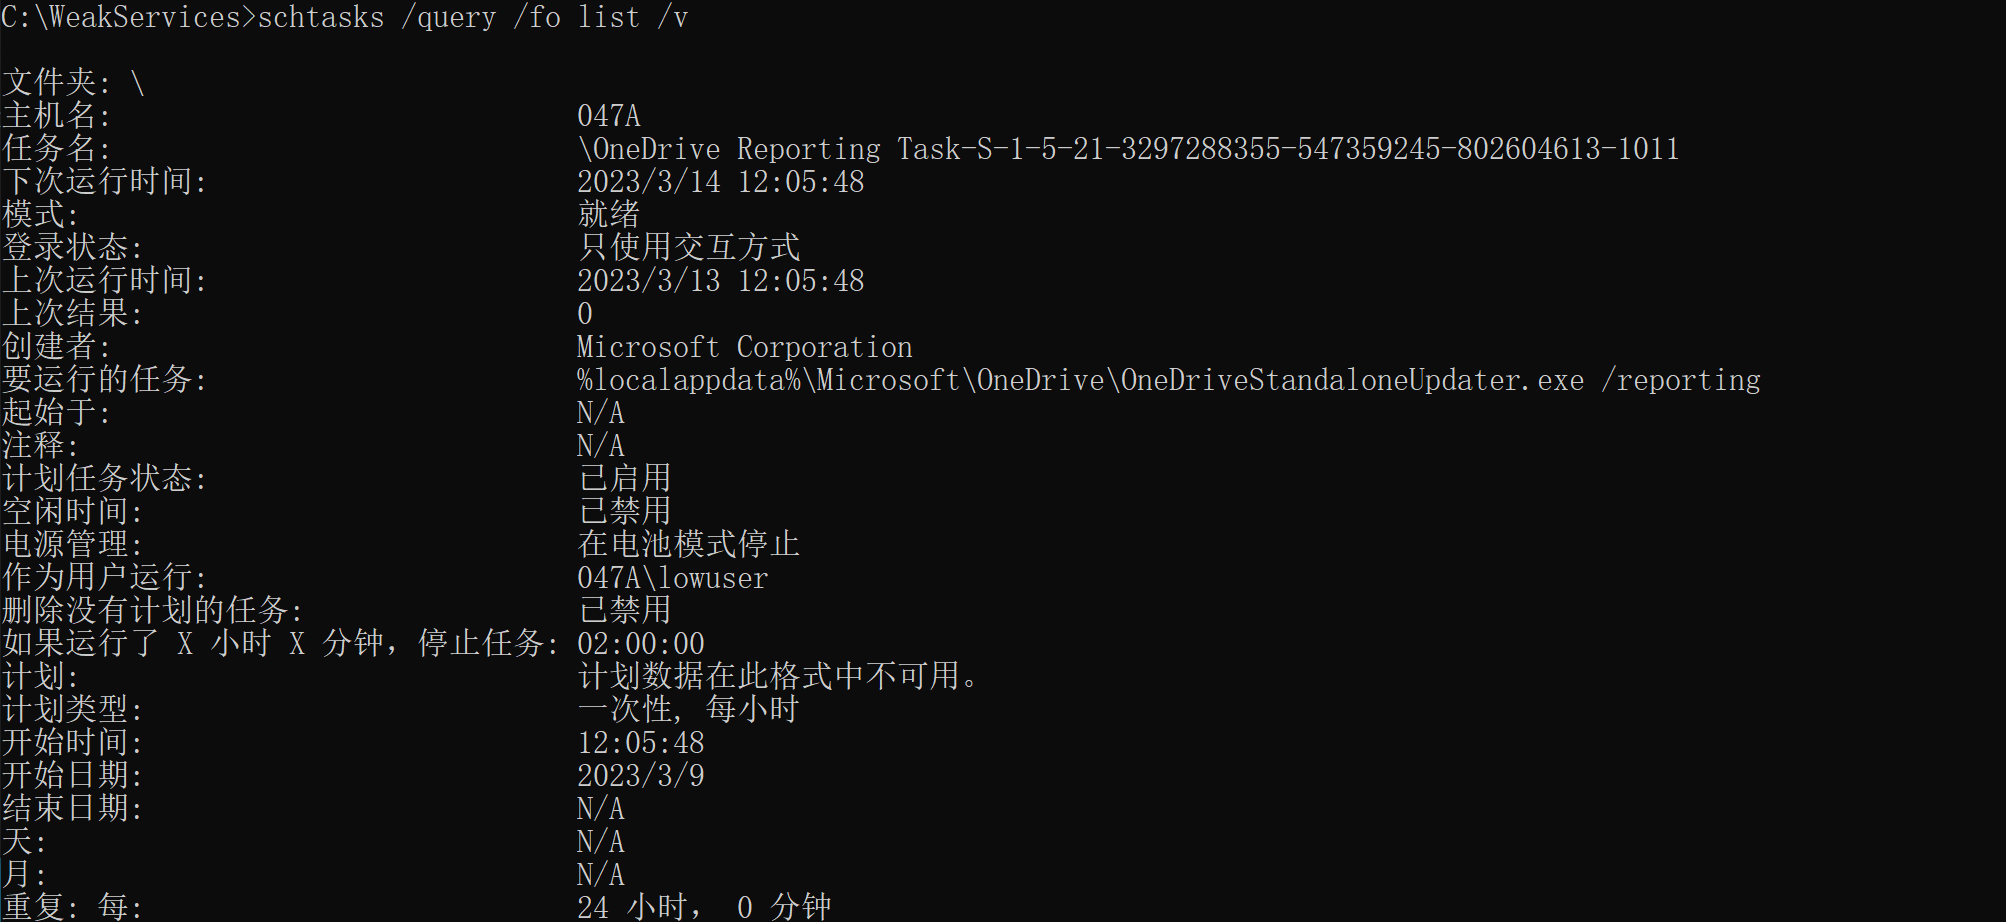 C:\WeakServices>schtasks /query /fo list /v
文件夹: \
主机名: 047A
任务名: \OneDrive Reporting Task-S-1-5-21-3297288355-547359245-802604613-1011
下次运行时间: 2023/3/14 12:05:48
模式: 就绪
登录状态: 只使用交互方式
上次运行时间: 2023/3/13 12:05:48
上次结果: 0
创建者: Microsoft Corporation
要运行的任务: %localappdata%\Microsoft\OneDrive\OneDriveStandaloneUpdater.exe /reporting
起始于: N/A
注释: N/A
计划任务状态: 已启用
空闲时间: 已禁用
电源管理: 在电池模式停止
作为用户运行: 047A\lowuser
删除没有计划的任务: 已禁用
如果运行了 X 小时 X 分钟，停止任务: 02:00:00
计划: 计划数据在此格式中不可用。
计划类型: 一次性, 每小时
开始时间: 12:05:48
开始日期: 2023/3/9
结束日期: N/A
天: N/A
月: N/A
重复: 每: 24 小时， 0 分钟